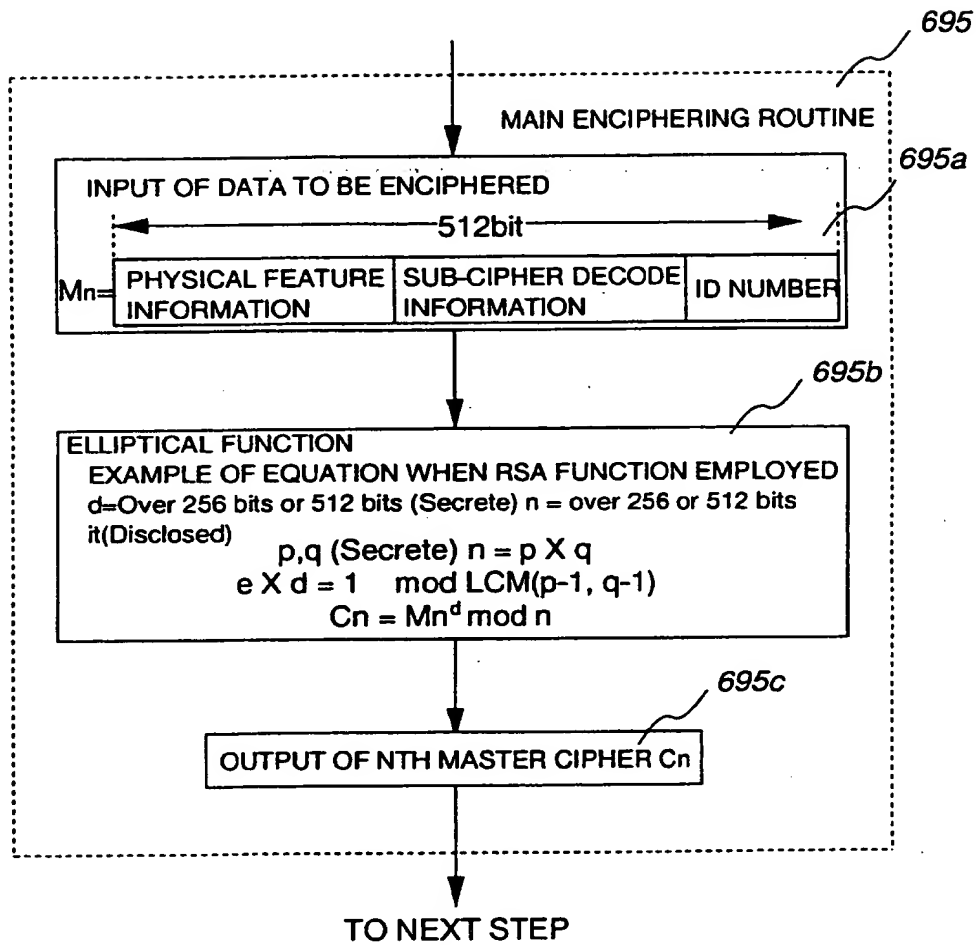 695
MAIN ENCIPHERING ROUTINE
695a
INPUT OF DATA TO BE ENCIPHERED
512bit
Mn= PHYSICAL FEATURE INFORMATION SUB-CIPHER DECODE INFORMATION ID NUMBER
695b
ELLIPTICAL FUNCTION
EXAMPLE OF EQUATION WHEN RSA FUNCTION EMPLOYED
d=Over 256 bits or 512 bits (Secrete) n = over 256 or 512 bits
it(Disclosed)
p,q (Secrete) n = p X q
e X d = 1 mod LCM(p-1, q-1)
Cn = Mn^d mod n
695c
OUTPUT OF NTH MASTER CIPHER Cn
TO NEXT STEP